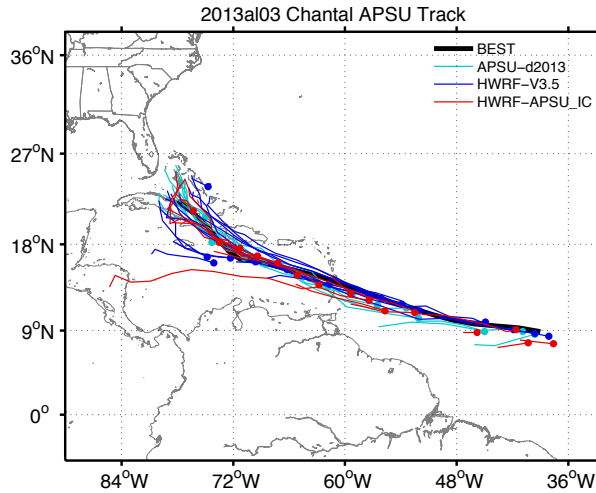 2013al03 Chantal APSU Track
BEST
APSU−d2013
HWRF−V3.5
HWRF−APSU_IC
36°N
27°N
18°N
9°N
0°
84°W 72°W 60°W 48°W 36°W